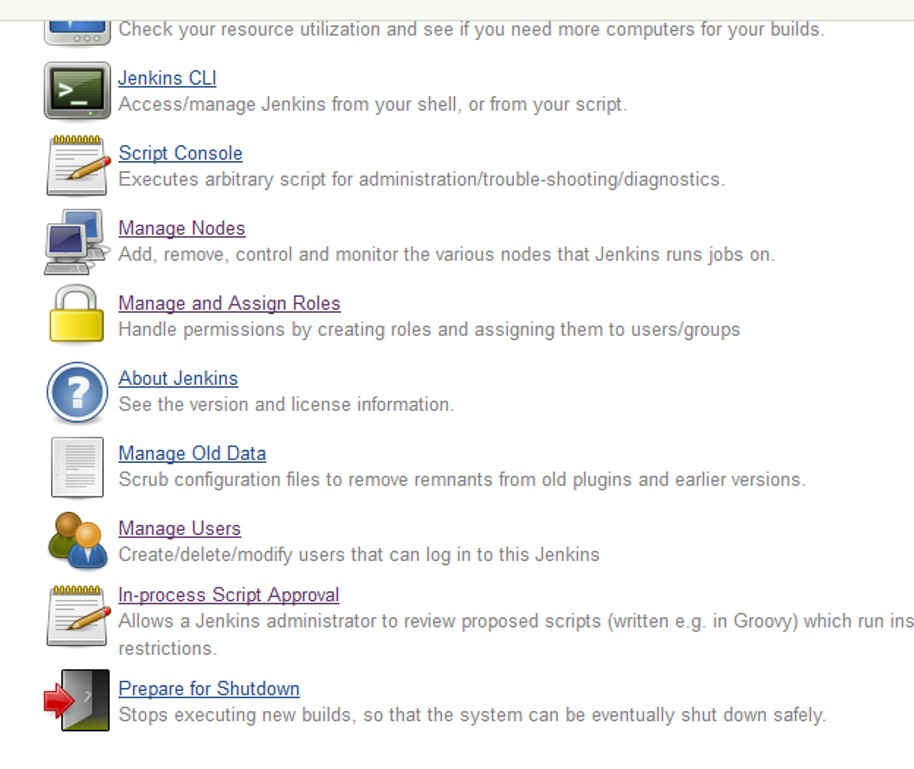 Check your resource utilization and see if you need more computers for your builds.
Jenkins CLI
Access/manage Jenkins from your shell, or from your script.
Script Console
Executes arbitrary script for administration/trouble-shooting/diagnostics.
Manage Nodes
Add, remove, control and monitor the various nodes that Jenkins runs jobs on.
Manage and Assign Roles
Handle permissions by creating roles and assigning them to users/groups
About Jenkins
See the version and license information.
Manage Old Data
Scrub configuration files to remove remnants from old plugins and earlier versions.
Manage Users
Create/delete/modify users that can log in to this Jenkins
In-process Script Approval
Allows a Jenkins administrator to review proposed scripts (written e.g. in Groovy) which run ins
restrictions.
Prepare for Shutdown
Stops executing new builds, so that the system can be eventually shut down safely.